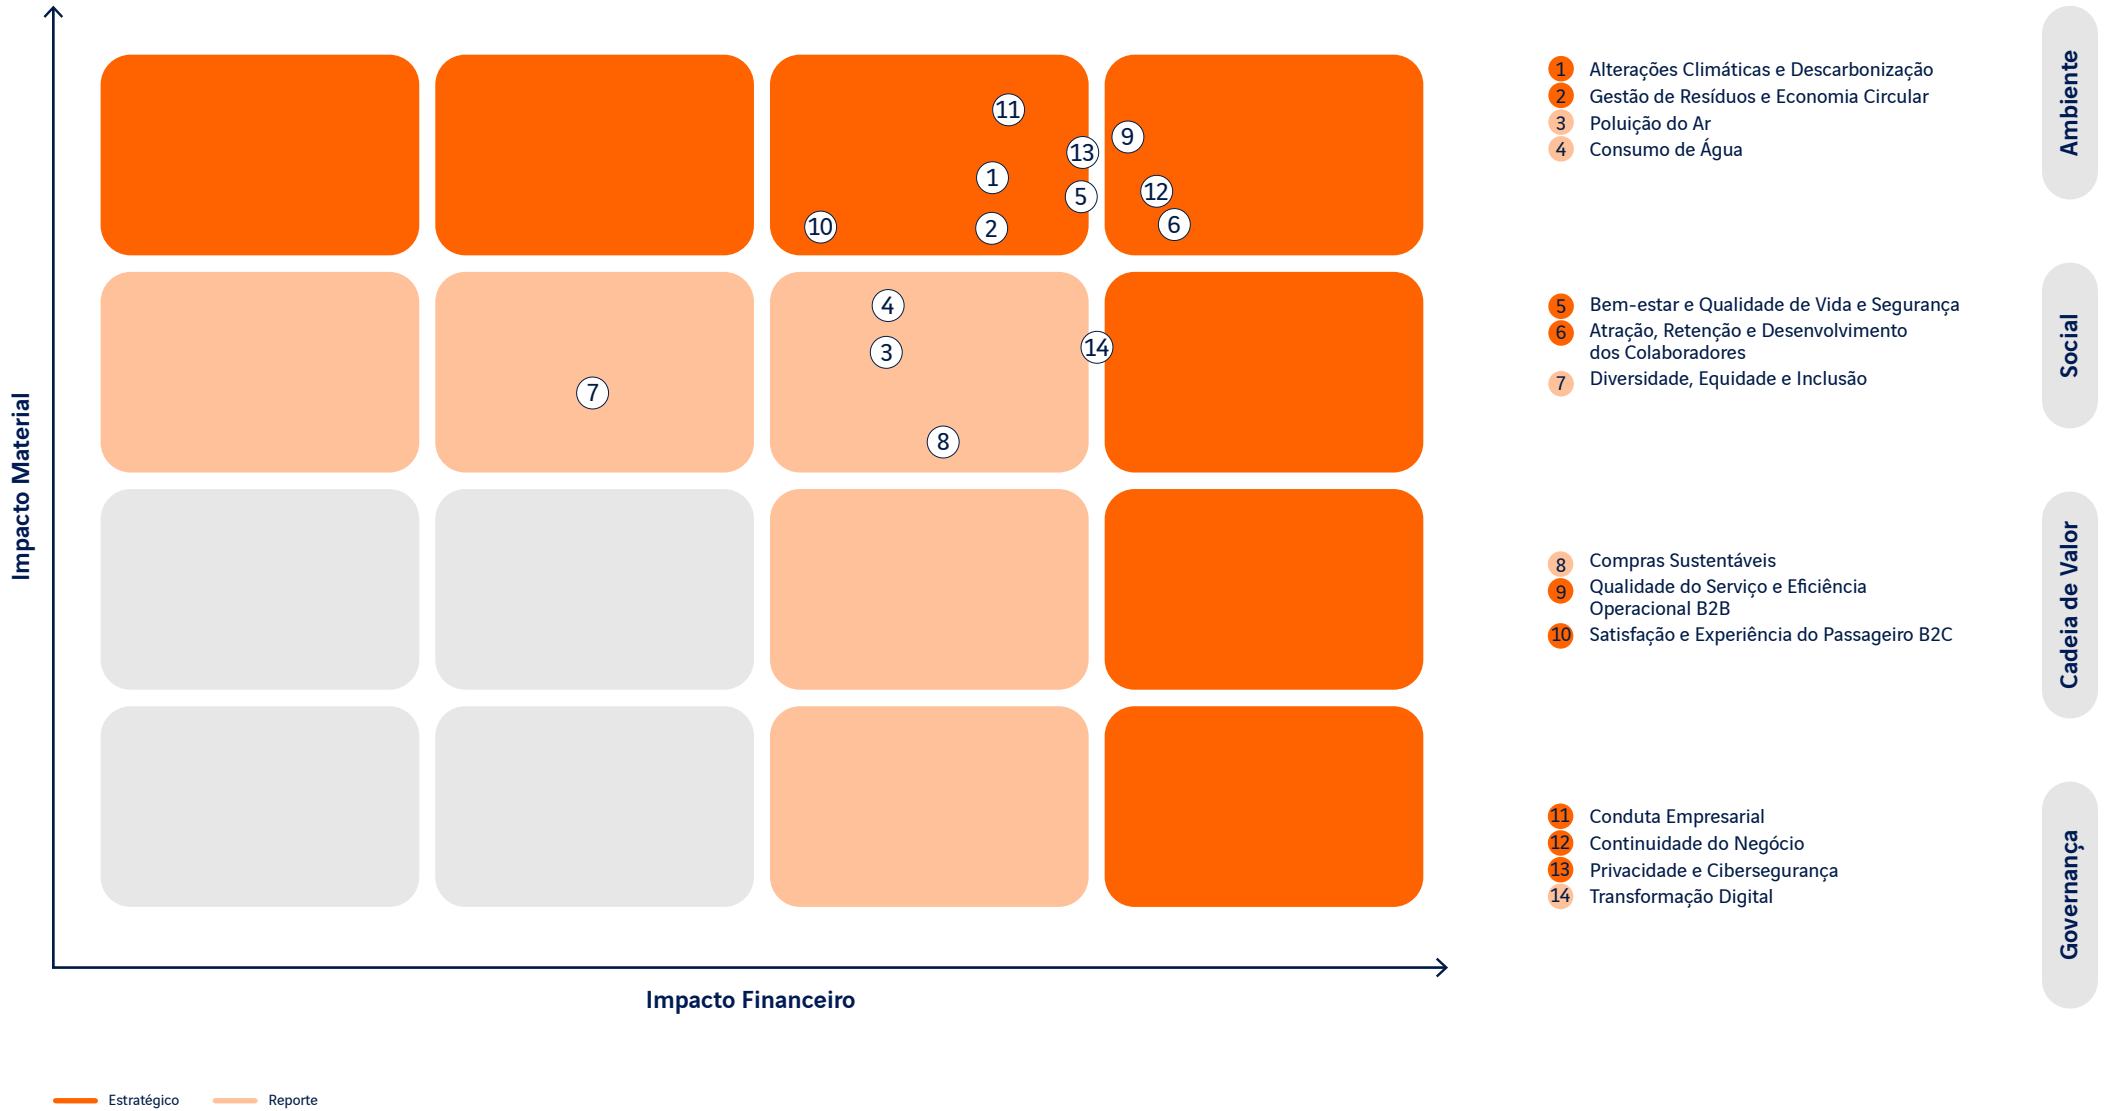 Impacto Material
11
9
13
1
12
5
6
10
2
4
14
3
7
8
Impacto Financeiro
Estratégico
Reporte
Ambiente
1 Alterações Climáticas e Descarbonização
2 Gestão de Resíduos e Economia Circular
3 Poluição do Ar
4 Consumo de Água
Social
5 Bem-estar e Qualidade de Vida e Segurança
6 Atração, Retenção e Desenvolvimento
dos Colaboradores
7 Diversidade, Equidade e Inclusão
Cadeia de Valor
8 Compras Sustentáveis
9 Qualidade do Serviço e Eficiência
Operacional B2B
10 Satisfação e Experiência do Passageiro B2C
Governança
11 Conduta Empresarial
12 Continuidade do Negócio
13 Privacidade e Cibersegurança
14 Transformação Digital